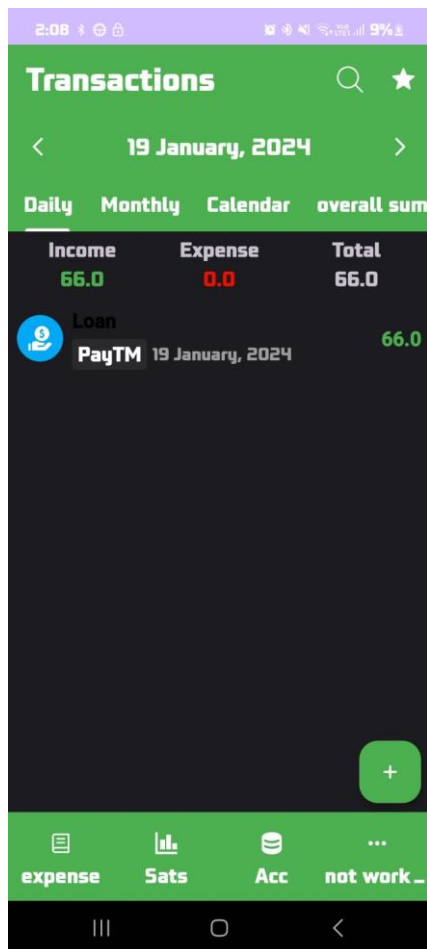 2:08 9%
Transactions
19 January, 2024
Daily Monthly Calendar overall sum
Income Expense Total
66.0 0.0 66.0
Loan
66.0
PayTM 19 January, 2024
+
expense Sats Acc not work _